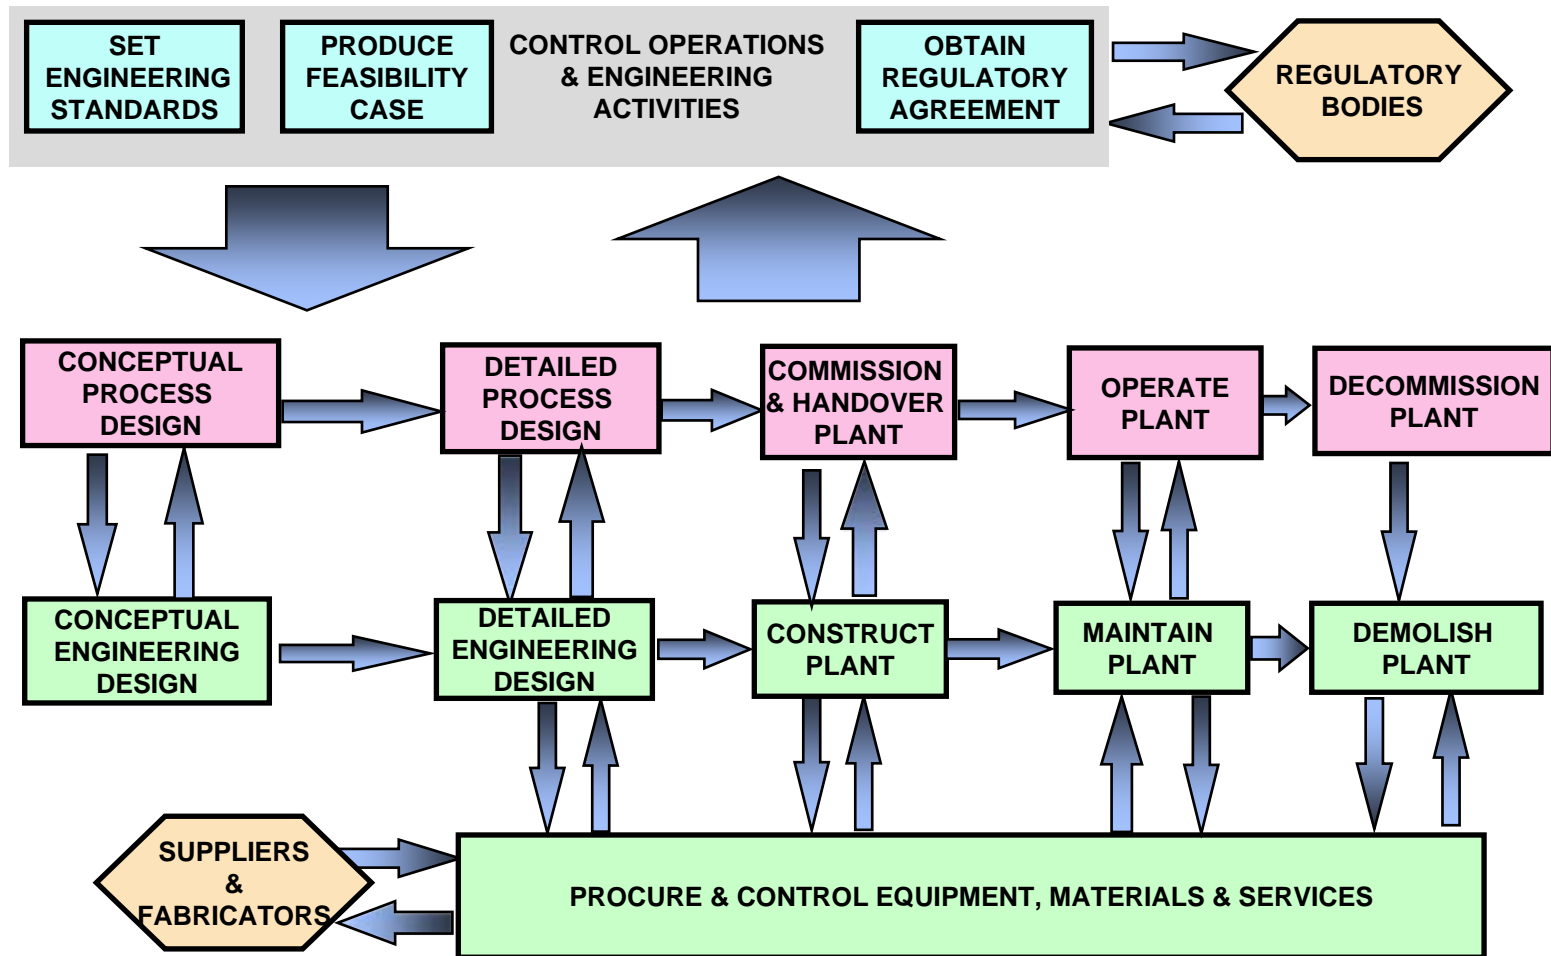 SET
ENGINEERING
STANDARDS
PRODUCE
FEASIBILITY
CASE
CONTROL OPERATIONS
& ENGINEERING
ACTIVITIES
OBTAIN
REGULATORY
AGREEMENT
REGULATORY
BODIES
CONCEPTUAL
PROCESS
DESIGN
DETAILED
PROCESS
DESIGN
COMMISSION
& HANDOVER
PLANT
OPERATE
PLANT
DECOMMISSION
PLANT
CONCEPTUAL
ENGINEERING
DESIGN
DETAILED
ENGINEERING
DESIGN
CONSTRUCT
PLANT
MAINTAIN
PLANT
DEMOLISH
PLANT
SUPPLIERS
&
FABRICATORS
PROCURE & CONTROL EQUIPMENT, MATERIALS & SERVICES